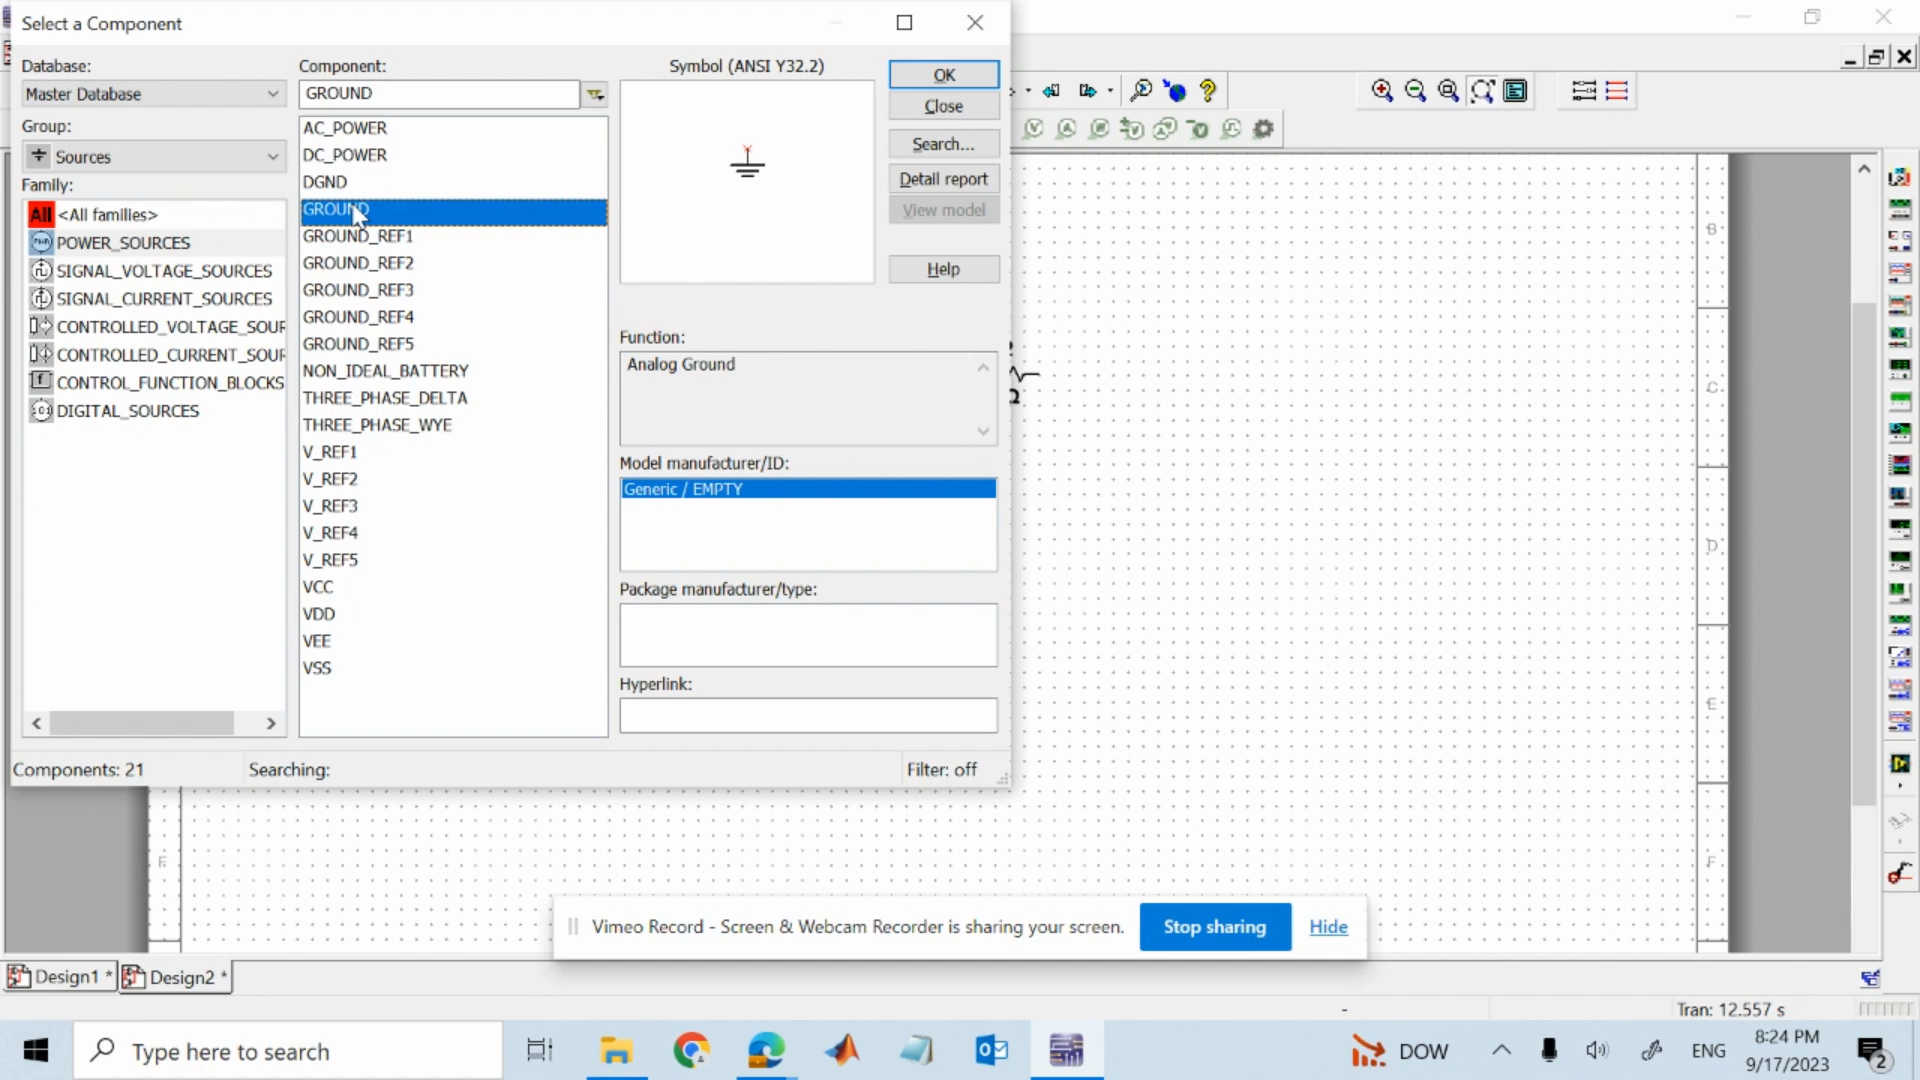 Select a Component
Database:
Master Database
Group:
Sources
Family:
All <All families>
POWER_SOURCES
SIGNAL_VOLTAGE_SOURCES
SIGNAL_CURRENT_SOURCES
CONTROLLED_VOLTAGE_SOUR
CONTROLLED_CURRENT_SOUR
CONTROL_FUNCTION_BLOCKS
DIGITAL_SOURCES
Component:
GROUND
AC_POWER
DC_POWER
DGND
GROUND
GROUND_REF1
GROUND_REF2
GROUND_REF3
GROUND_REF4
GROUND_REF5
NON_IDEAL_BATTERY
THREE_PHASE_DELTA
THREE_PHASE_WYE
V_REF1
V_REF2
V_REF3
V_REF4
V_REF5
VCC
VDD
VEE
VSS
Symbol (ANSI Y32.2)
OK
Close
Search...
Detail report
View model
Help
Function:
Analog Ground
Model manufacturer/ID:
Generic / EMPTY
Package manufacturer/type:
Hyperlink:
Components: 21
Searching:
Filter: off
B
C
D
E
F
F
Ω
Vimeo Record - Screen & Webcam Recorder is sharing your screen.
Stop sharing
Hide
Design1 *
Design2 *
-
Tran: 12.557 s
Type here to search
DOW
ENG
8:24 PM
9/17/2023
2